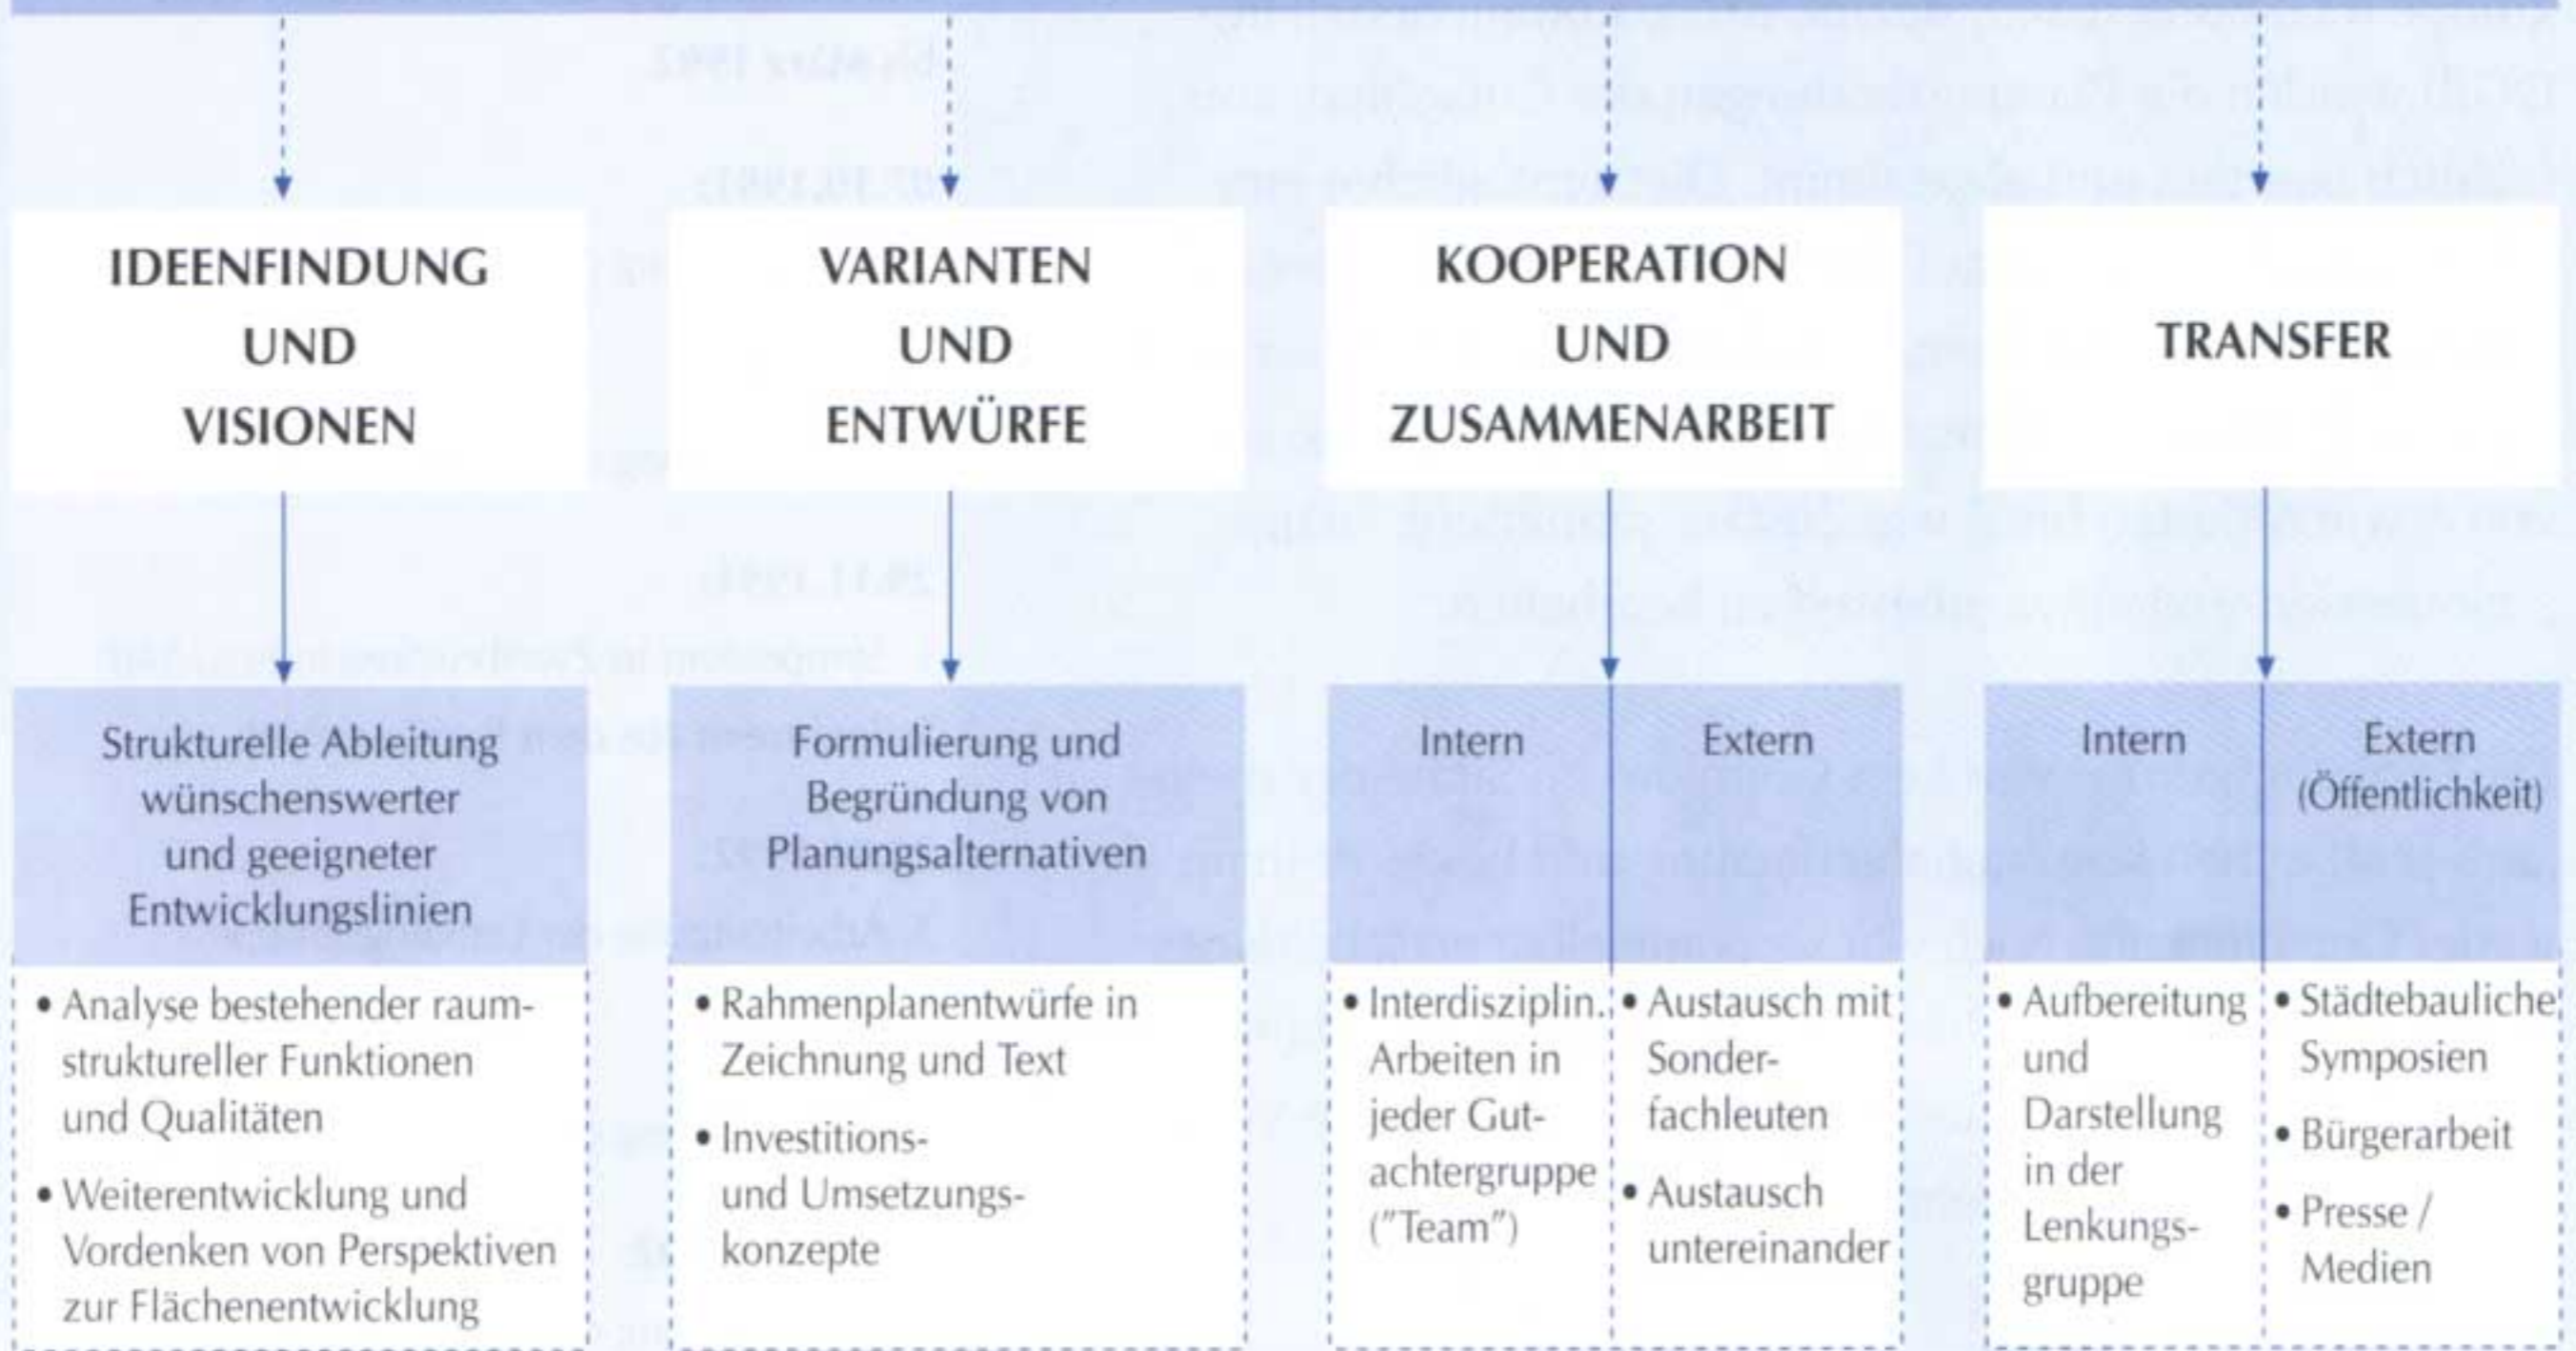 IDEENFINDUNG
UND
VISIONEN
Strukturelle Ableitung
wünschenswerter
und geeigneter
Entwicklungslinien
• Analyse bestehender raum-
struktureller Funktionen
und Qualitäten
• Weiterentwicklung und
Vordenken von Perspektiven
zur Flächenentwicklung
VARIANTEN
UND
ENTWÜRFE
Formulierung und
Begründung von
Planungsalternativen
• Rahmenplanentwürfe in
Zeichnung und Text
• Investitions-
und Umsetzungs-
konzepte
KOOPERATION
UND
ZUSAMMENARBEIT
Intern
• Interdisziplin.
Arbeiten in
jeder Gut-
achtergruppe
("Team")
Extern
• Austausch mit
Sonder-
fachleuten
• Austausch
untereinander
TRANSFER
Intern
• Aufbereitung
und
Darstellung
in der
Lenkungs-
gruppe
Extern
(Öffentlichkeit)
• Städtebauliche
Symposien
• Bürgerarbeit
• Presse /
Medien